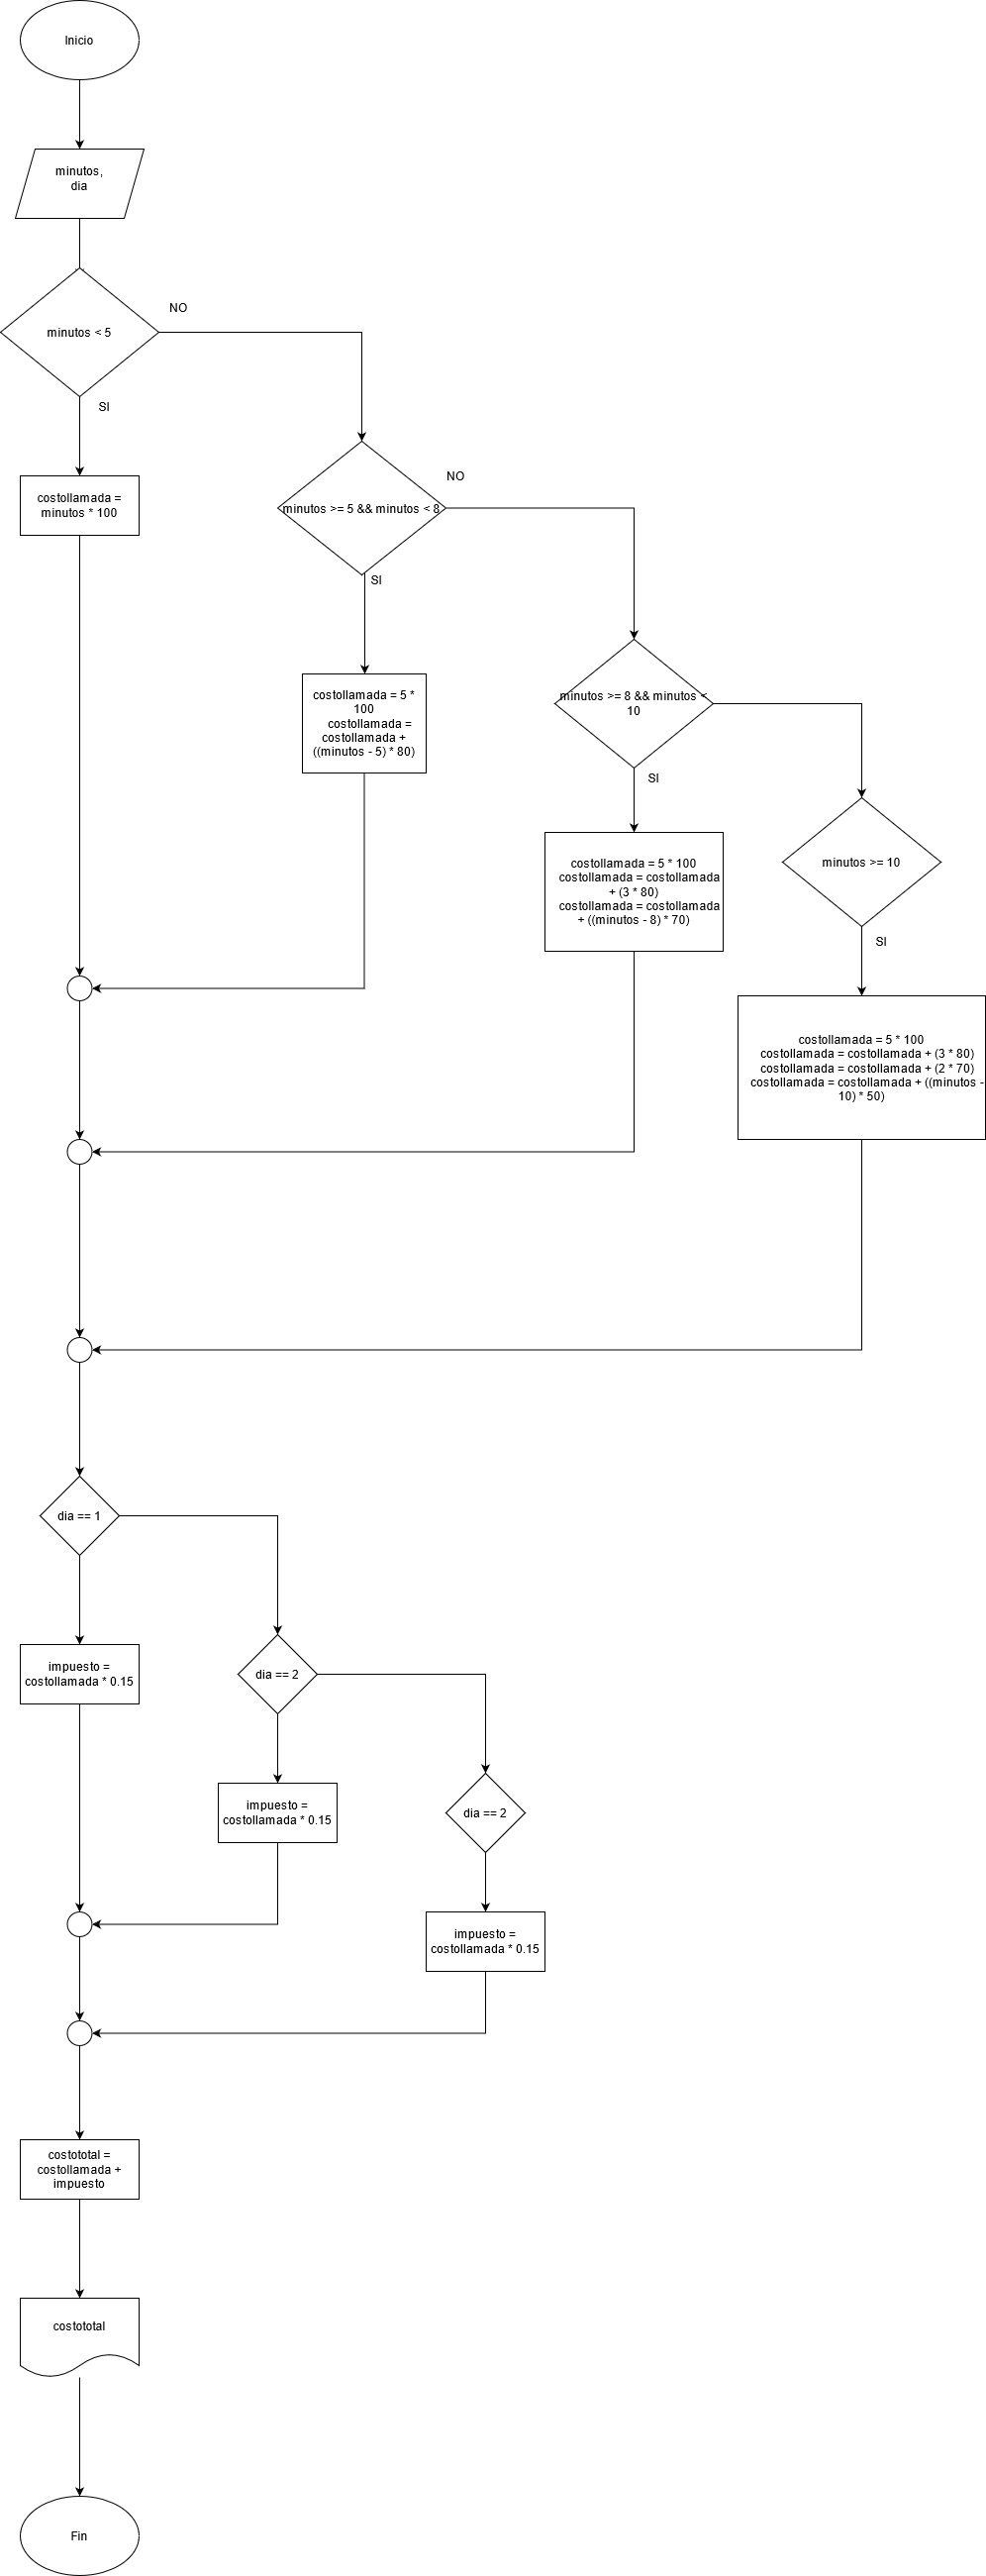 Inicio
minutos,
dia
minutos < 5
NO
SI
costollamada =
minutos * 100
minutos >= 5 && minutos < 8
NO
SI
costollamada = 5 *
100
costollamada =
costollamada +
((minutos - 5) * 80)
minutos >= 8 && minutos <
10
SI
costollamada = 5 * 100
costollamada = costollamada
+ (3 * 80)
costollamada = costollamada
+ ((minutos - 8) * 70)
minutos >= 10
SI
costollamada = 5 * 100
costollamada = costollamada + (3 * 80)
costollamada = costollamada + (2 * 70)
costollamada = costollamada + ((minutos -
10) * 50)
dia == 1
impuesto =
costollamada * 0.15
dia == 2
impuesto =
costollamada * 0.15
dia == 2
impuesto =
costollamada * 0.15
costototal =
costollamada +
impuesto
costototal
Fin